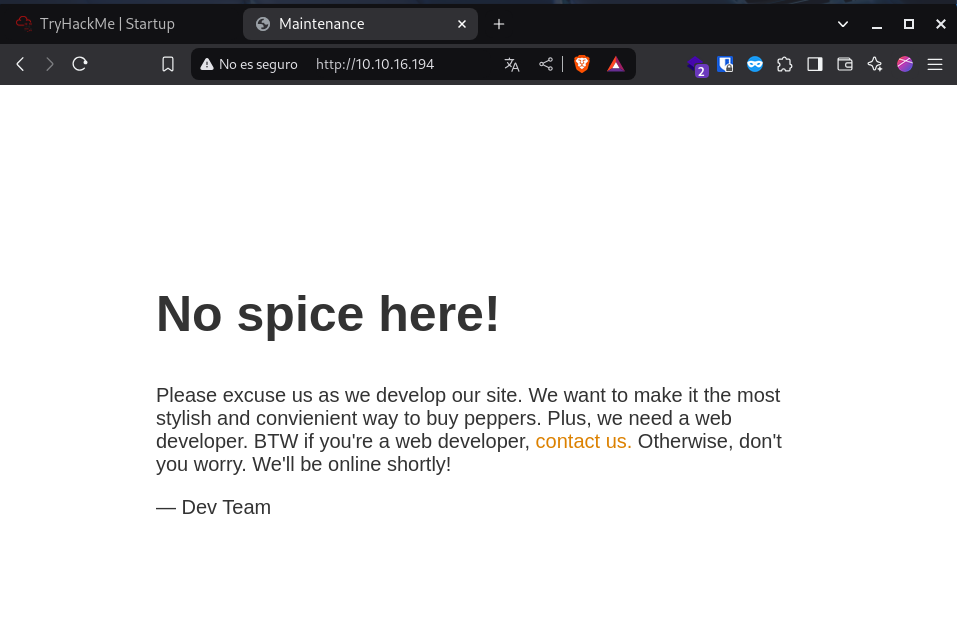 TryHackMe | Startup
Maintenance
No es seguro
http://10.10.16.194
2
No spice here!
Please excuse us as we develop our site. We want to make it the most
stylish and convienient way to buy peppers. Plus, we need a web
developer. BTW if you're a web developer, contact us. Otherwise, don't
you worry. We'll be online shortly!
— Dev Team